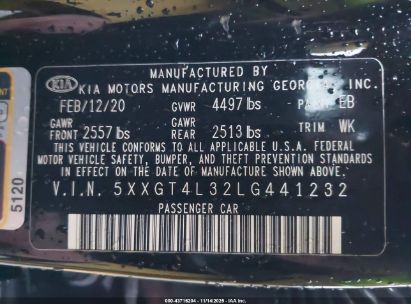 MANUFACTURED BY
KIA KIA MOTORS MANUFACTURING GEORGIA, INC.
FEB/12/20 GVWR 4497 lbs PAINT EB
GAWR FRONT 2557 lbs GAWR REAR 2513 lbs TRIM WK
THIS VEHICLE CONFORMS TO ALL APPLICABLE U.S.A. FEDERAL
MOTOR VEHICLE SAFETY, BUMPER, AND THEFT PREVENTION
STANDARDS IN EFFECT ON THE DATE OF MANUFACTURE SHOWN ABOVE.
V.I.N. 5XXGT4L32LG441232
PASSENGER CAR
5120